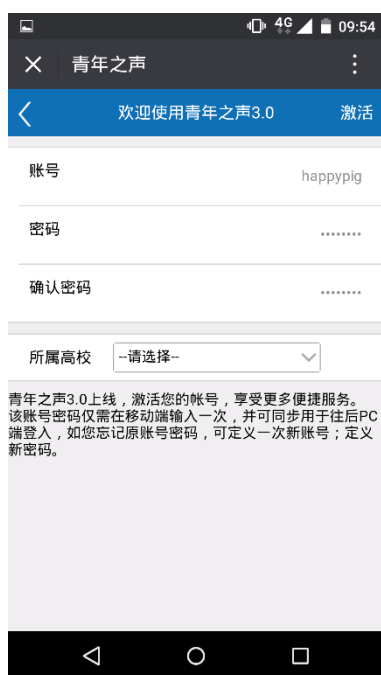 4G 09:54
青年之声
欢迎使用青年之声3.0 激活
账号 happypig
密码 ••••••••
确认密码 ••••••••
所属高校 --请选择--
青年之声3.0上线，激活您的帐号，享受更多便捷服务。
该账号密码仅需在移动端输入一次，并可同步用于往后PC
端登入，如您忘记原账号密码，可定义一次新账号；定义
新密码。